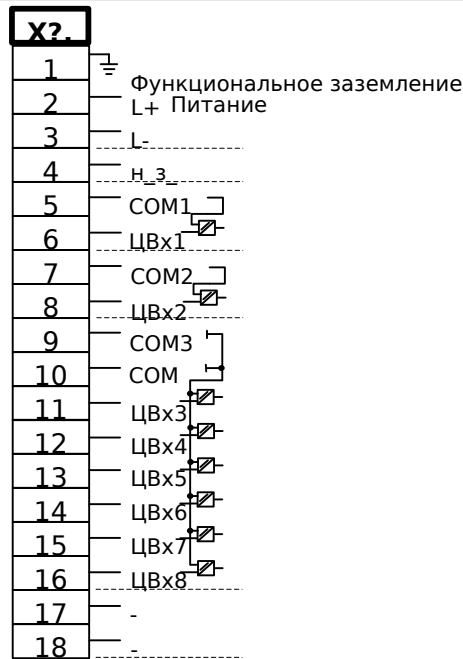 X?.
1
Функциональное заземление
2 L+ Питание
3 L-
4 н_з_
5 COM1
6 ЦВх1
7 COM2
8 ЦВх2
9 COM3
10 COM
11 ЦВх3
12 ЦВх4
13 ЦВх5
14 ЦВх6
15 ЦВх7
16 ЦВх8
17 -
18 -